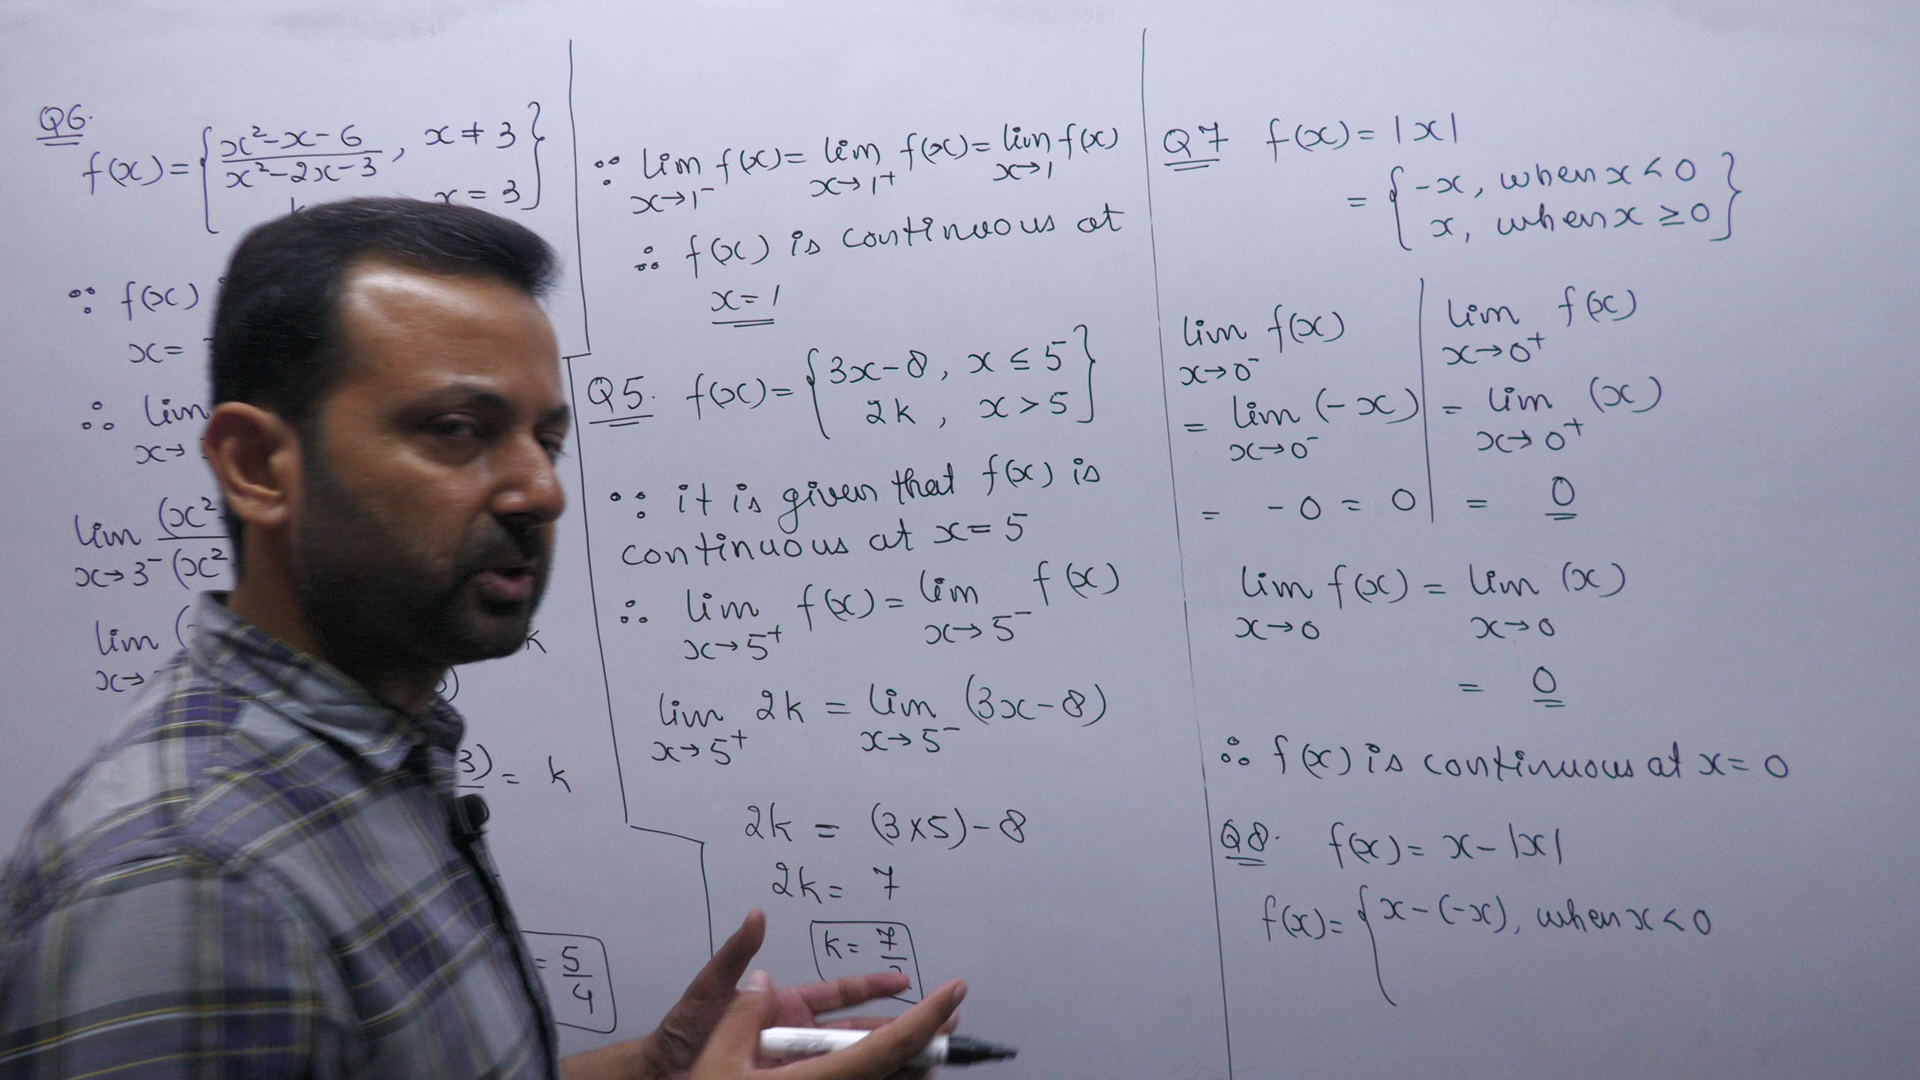 Q6.
f(x) = { x²-x-6 / x²-2x-3 , x ≠ 3
x = 3 }
∵ f(x)
x=
∴ lim
x→
lim (x²
x→3⁻ (x²
lim (
x→
k
3) = k
= 5/4
∵ lim f(x) = lim f(x) = lim f(x)
x→1⁻ x→1⁺ x→1
∴ f(x) is continuous at
x=1
Q5. f(x) = { 3x-8, x ≤ 5
2k, x > 5 }
∵ it is given that f(x) is
continuous at x=5
∴ lim f(x) = lim f(x)
x→5⁺ x→5⁻
lim 2k = lim (3x-8)
x→5⁺ x→5⁻
2k = (3×5)-8
2k = 7
k = 7
Q7 f(x) = |x|
= { -x, when x < 0
x, when x ≥ 0 }
lim f(x)
x→0⁻
= lim (-x)
x→0⁻
= -0 = 0
lim f(x)
x→0⁺
= lim (x)
x→0⁺
= 0
lim f(x) = lim (x)
x→0 x→0
= 0
∴ f(x) is continuous at x=0
Q8. f(x) = x-|x|
f(x) = { x-(-x), when x < 0